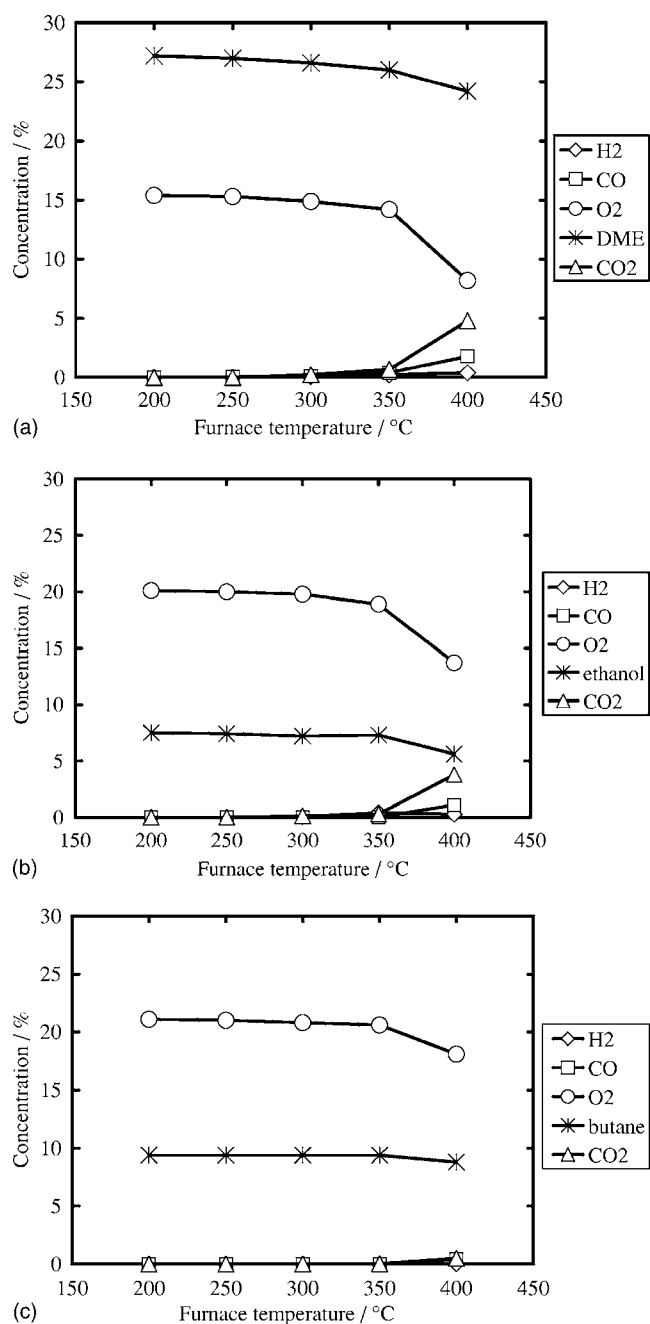 30
25
20
15
10
5
0
Concentration / %
150 200 250 300 350 400 450
Furnace temperature / °C
H2
CO
O2
DME
CO2
(a)
30
25
20
15
10
5
0
Concentration / %
150 200 250 300 350 400 450
Furnace temperature / °C
H2
CO
O2
ethanol
CO2
(b)
30
25
20
15
10
5
0
Concentration / %
150 200 250 300 350 400 450
Furnace temperature / °C
H2
CO
O2
butane
CO2
(c)